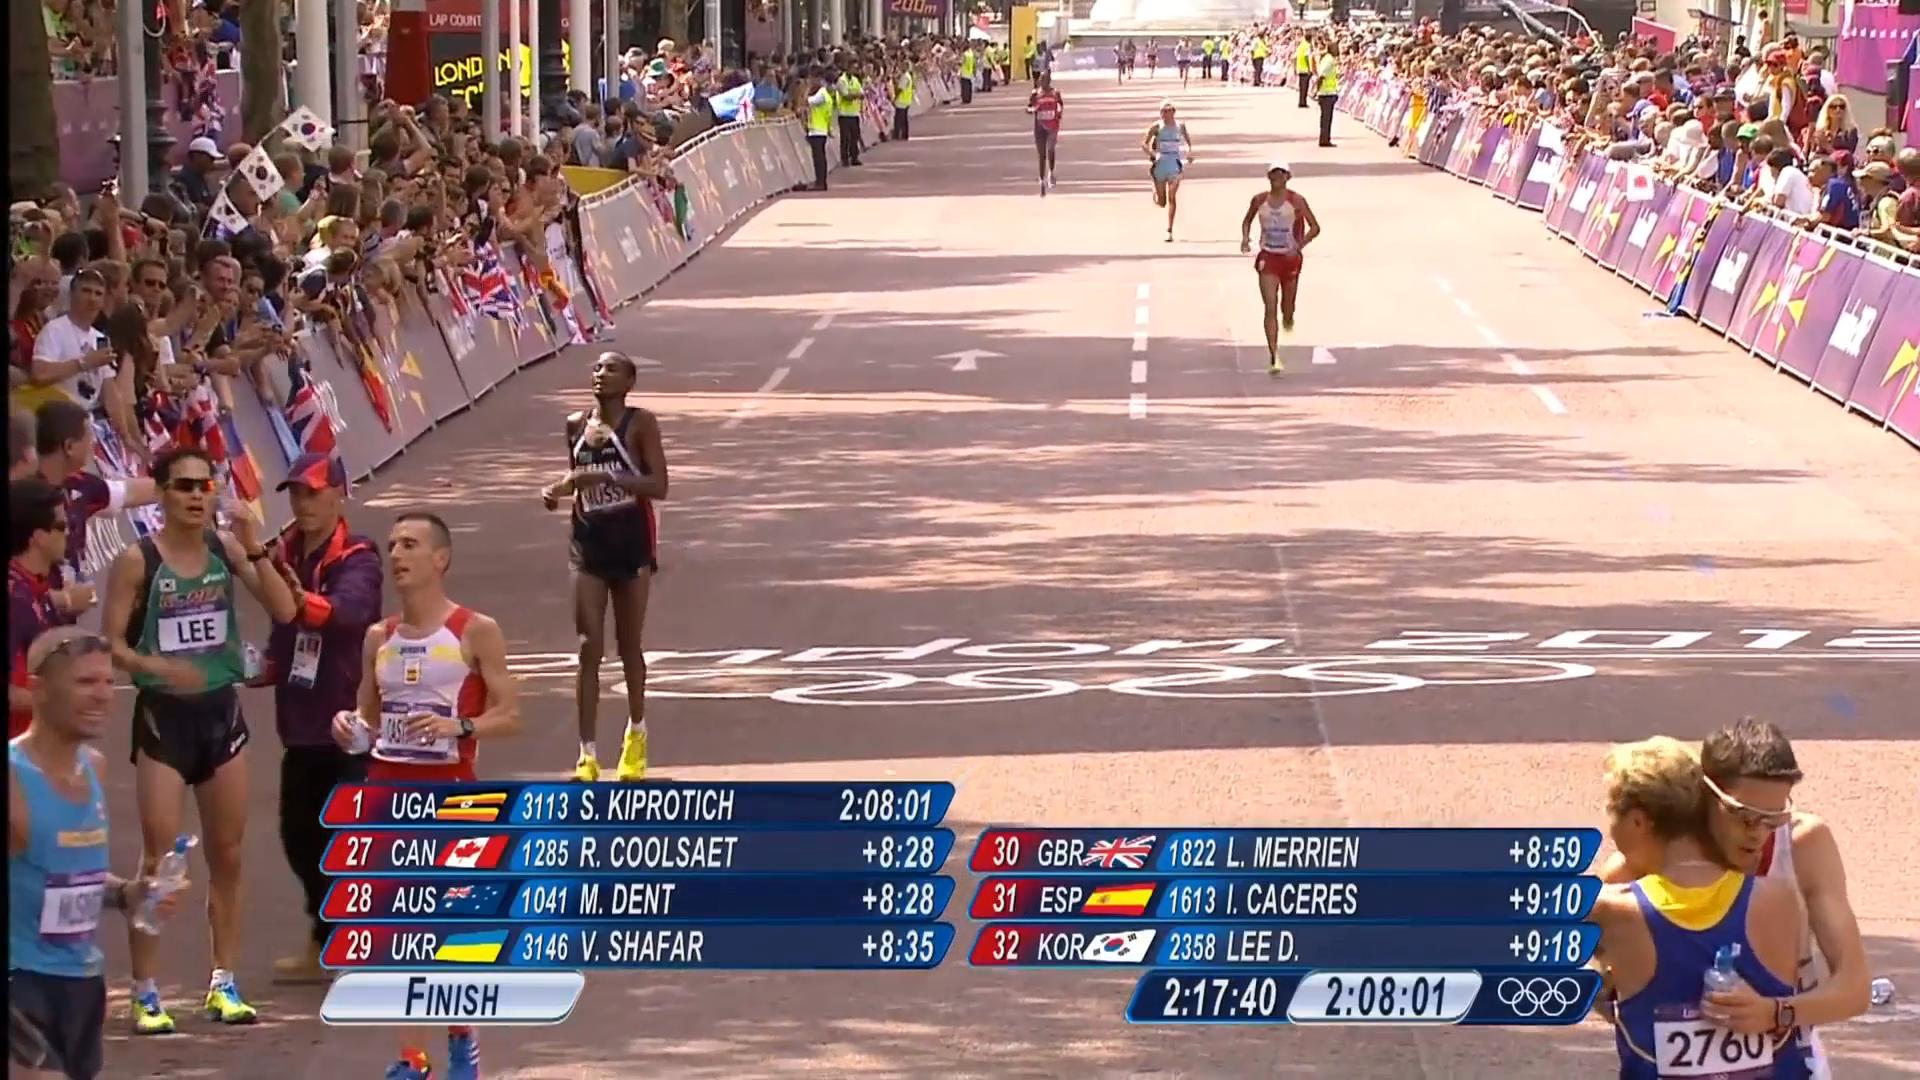 200m
LAP COUNT
LONDON
LEE
2760
London 2012
1 UGA 3113 S. KIPROTICH 2:08:01
27 CAN 1285 R. COOLSAET +8:28
28 AUS 1041 M. DENT +8:28
29 UKR 3146 V. SHAFAR +8:35
30 GBR 1822 L. MERRIEN +8:59
31 ESP 1613 I. CACERES +9:10
32 KOR 2358 LEE D. +9:18
FINISH
2:17:40 2:08:01